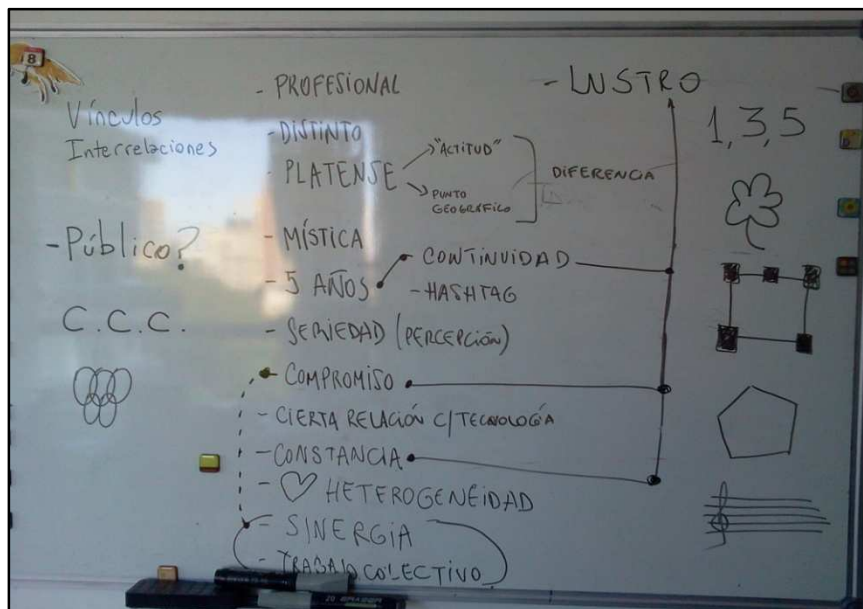 8
Vínculos
Interrelaciones
- Público?
C.C.C.
- PROFESIONAL
- DISTINTO
- PLATENSE
"ACTITUD"
PUNTO
GEOGRÁFICO
DIFERENCIA
- MÍSTICA
- 5 AÑOS
- CONTINUIDAD
- HASHTAG
- SERIEDAD (PERCEPCIÓN)
- COMPROMISO
- CIERTA RELACIÓN C/TECNOLOGÍA
- CONSTANCIA
- ♡ HETEROGENEIDAD
- SINERGIA
- TRABAJO COLECTIVO
- LUSTRO
1, 3, 5